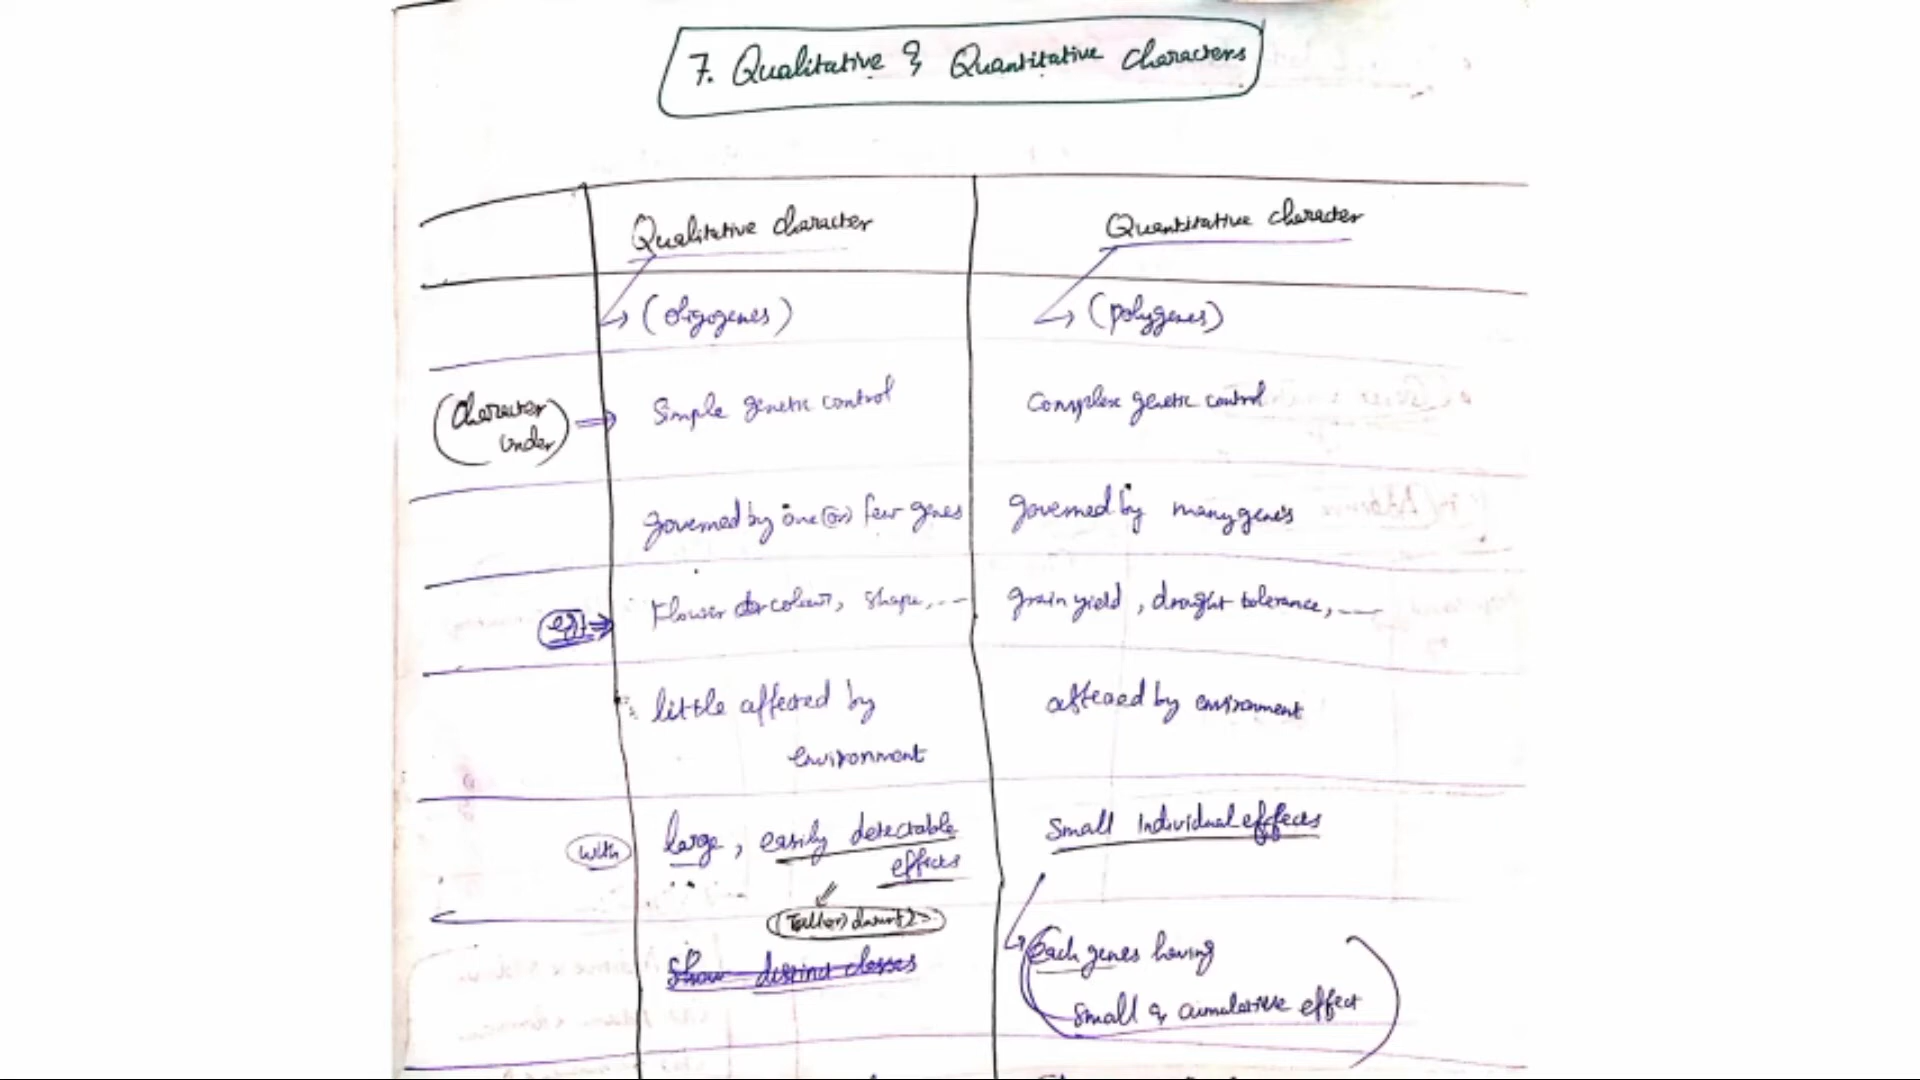 7. Qualitative & Quantitative characters
Qualitative character
Quantitative character
(oligogenes)
(polygenes)
(Character
under)
Simple genetic control
Complex genetic control
governed by one (or) few genes
governed by many genes
Flower colour, shape, ---
grain yield, draught tolerance, ---
little affected by
environment
affected by environment
with
large, easily detectable
effects
Small individual effects
(Tall (or) dwarf)
Show distinct classes
Each genes having
small & cumulative effect